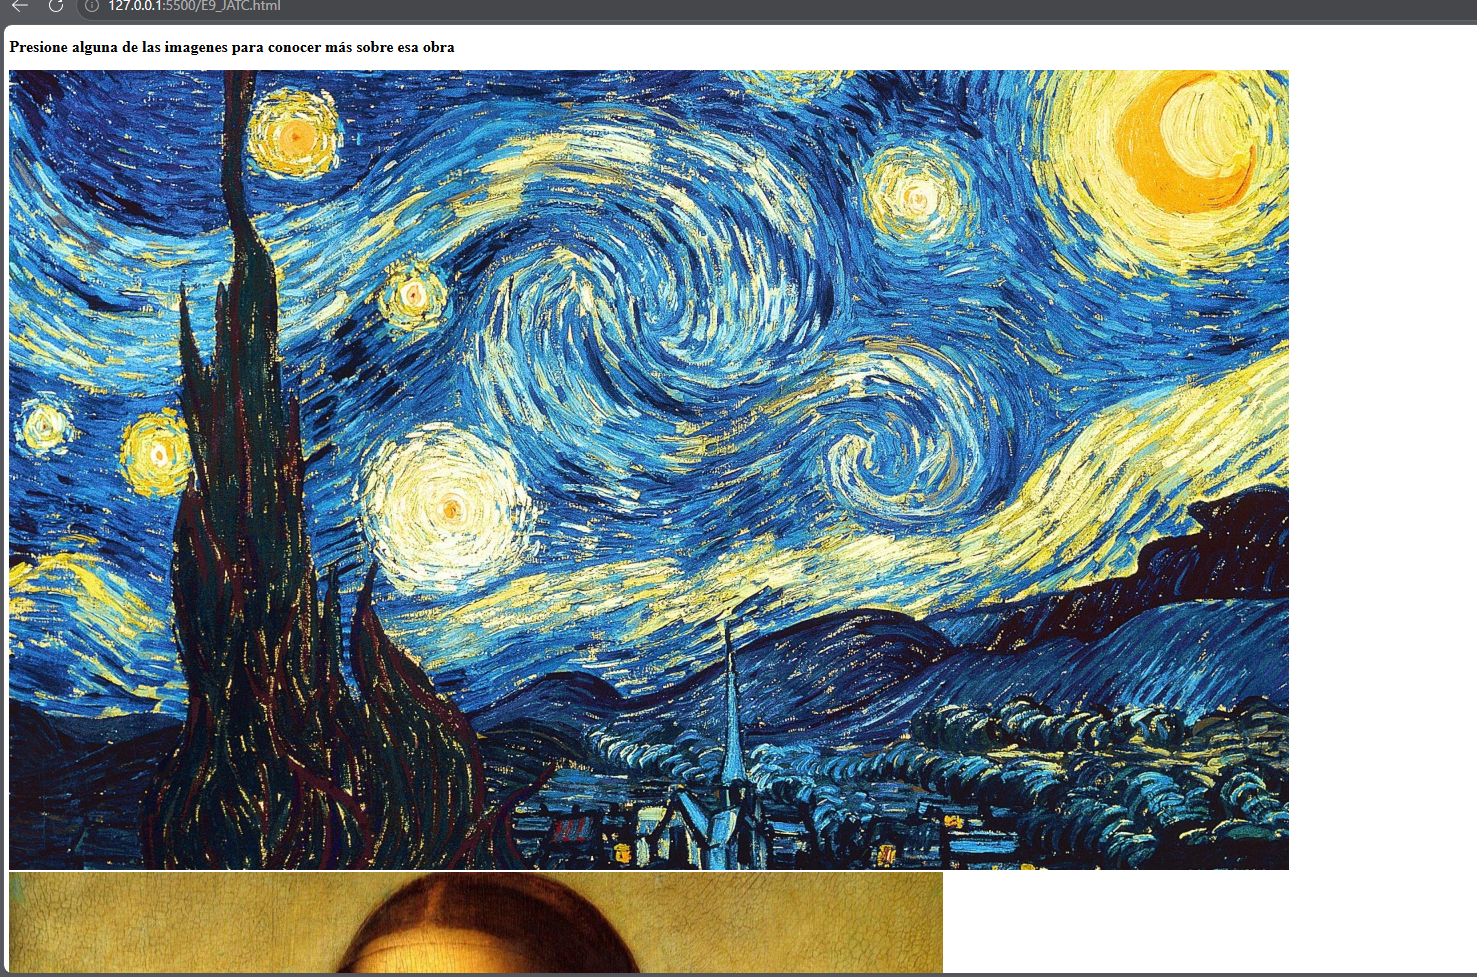 127.0.0.1:5500/E9_JATC.html
Presione alguna de las imagenes para conocer más sobre esa obra